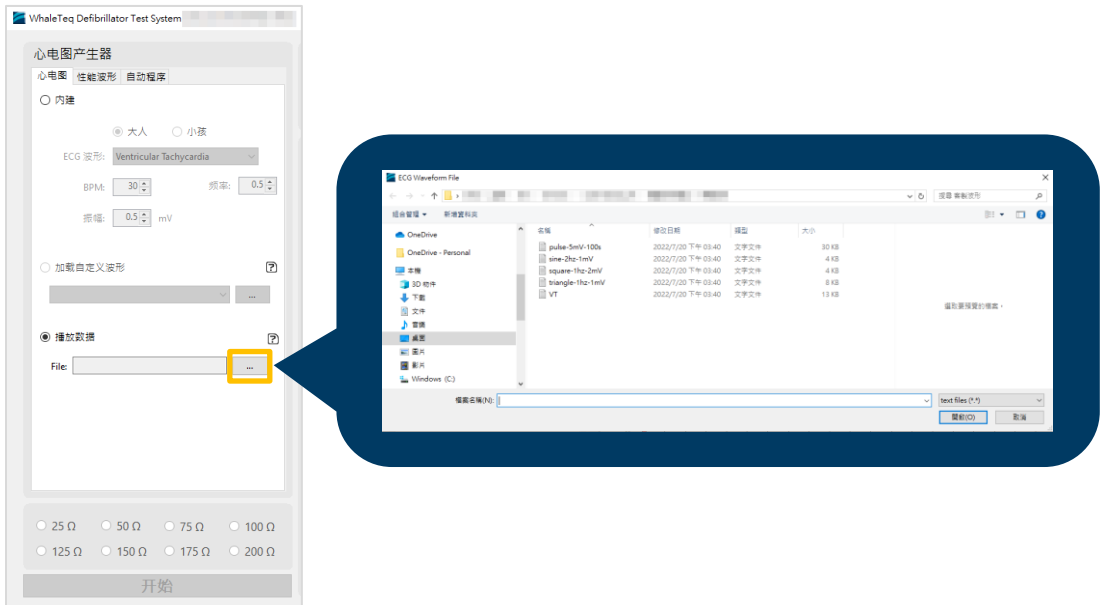 WhaleTeq Defibrillator Test System
心电图产生器
心电图 性能波形 自动程序
内建
大人 小孩
ECG 波形: Ventricular Tachycardia
BPM: 30 频率: 0.5
振幅: 0.5 mV
加载自定义波形 ?
...
播放数据 ?
File: ...
25 Ω 50 Ω 75 Ω 100 Ω
125 Ω 150 Ω 175 Ω 200 Ω
开始
ECG Waveform File
搜尋 客製波形
組合管理 新增資料夾
?
OneDrive
OneDrive - Personal
本機
3D 物件
下載
文件
音樂
桌面
圖片
影片
Windows (C:)
名稱 修改日期 類型 大小
pulse-5mV-100s 2022/7/20 下午 03:40 文字文件 30 KB
sine-2hz-1mV 2022/7/20 下午 03:40 文字文件 4 KB
square-1hz-2mV 2022/7/20 下午 03:40 文字文件 4 KB
triangle-1hz-1mV 2022/7/20 下午 03:40 文字文件 8 KB
VT 2022/7/20 下午 03:40 文字文件 13 KB
選取要預覽的檔案。
檔案名稱(N): text files (*.*)
開啟(O) 取消